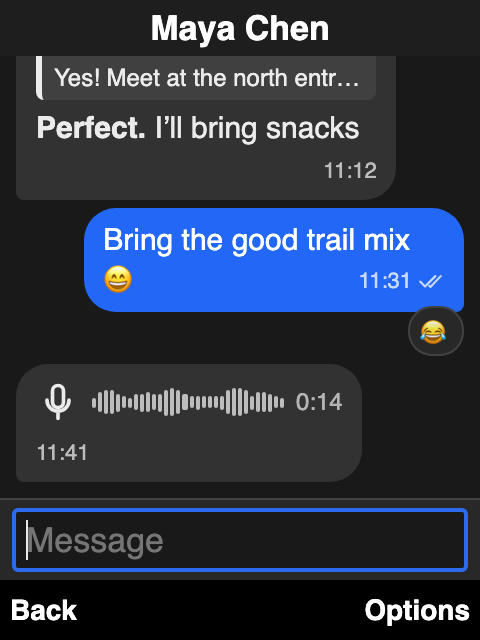 Maya Chen
Yes! Meet at the north entr…
Perfect. I’ll bring snacks
11:12
Bring the good trail mix
😄
11:31
😂
0:14
11:41
Message
Back
Options